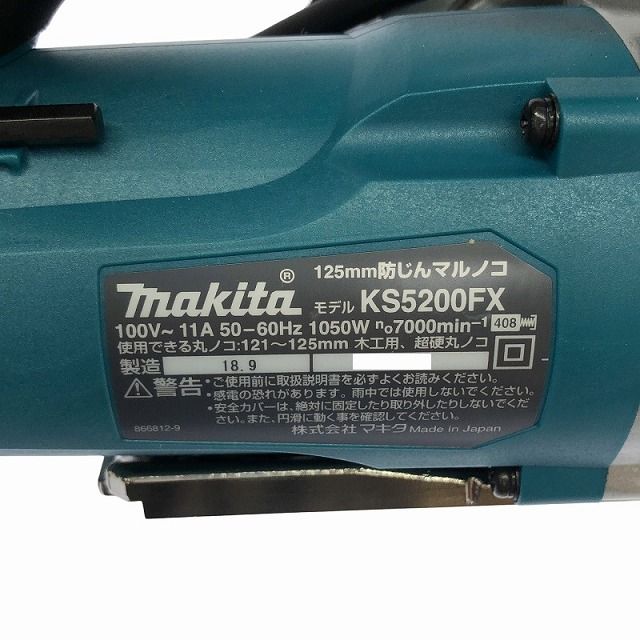 125mm防じんマルノコ
makita ® モデル KS5200FX
100V~ 11A 50-60Hz 1050W n₀7000min⁻¹ 408
使用できる丸ノコ:121~125mm 木工用、超硬丸ノコ
製造 18.9
⚠警告 ・ご使用前に取扱説明書を必ずよくお読みください。
・感電の恐れがあります。雨中では使用しないでください。
・安全カバーは、絶対に固定したり取り外したりしないでくだ
さい。また、円滑に動く事を確認してください。
866812-9 株式会社 マキタ Made in Japan